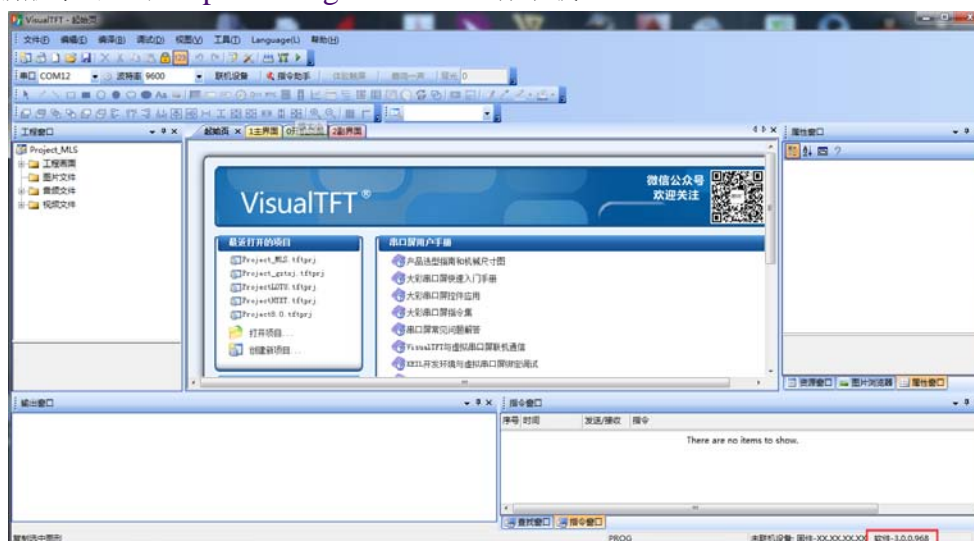 VisualTFT - 起始页
文件(F) 编辑(E) 编译(B) 调试(D) 视图(V) 工具(T) Language(L) 帮助(H)
串口 COM12 波特率 9600 联机设备 指令助手
工程窗口
起始页 1主界面 2副界面
属性窗口
Project_MLS
工程画面
图片文件
音频文件
视频文件
VisualTFT®
微信公众号
欢迎关注
最近打开的项目
Project_MLS.tftprj
打开项目...
创建新项目...
串口屏用户手册
产品选型指南和机械尺寸图
大彩串口屏快速入门手册
大彩串口屏控件应用
大彩串口屏指令集
串口屏常见问题解答
VisualTFT与虚拟串口屏联机通信
KEIL开发环境与虚拟串口屏绑定调试
资源窗口 图片浏览器 属性窗口
输出窗口
指令窗口
序号 时间 发送/接收 指令
There are no items to show.
查找窗口 指令窗口
复制选中图形
PROG
未联机设备: 固件-XX.XX.XX.XX 软件-3.0.0.968